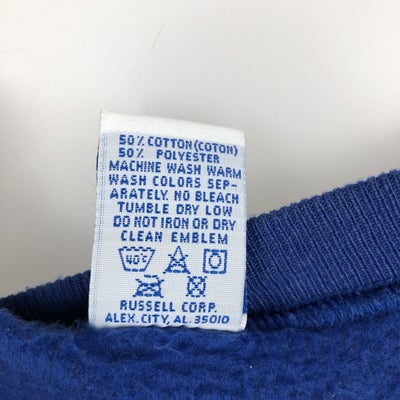 50% COTTON (COTON)
50% POLYESTER
MACHINE WASH WARM
WASH COLORS SEP-
ARATELY. NO BLEACH
TUMBLE DRY LOW
DO NOT IRON OR DRY
CLEAN EMBLEM
40°C
RUSSELL CORP.
ALEX. CITY, AL. 35010